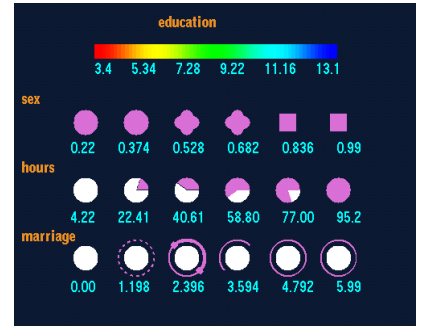 education
3.4 5.34 7.28 9.22 11.16 13.1
sex
0.22 0.374 0.528 0.682 0.836 0.99
hours
4.22 22.41 40.61 58.80 77.00 95.2
marriage
0.00 1.198 2.396 3.594 4.792 5.99